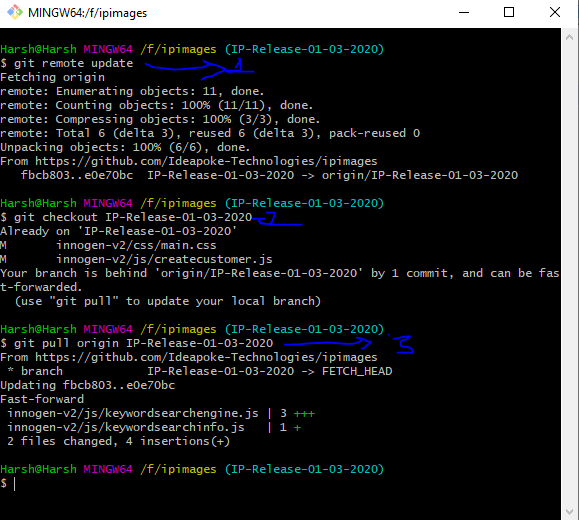 MINGW64:/f/ipimages
Harsh@Harsh MINGW64 /f/ipimages (IP-Release-01-03-2020)
$ git remote update 1
Fetching origin
remote: Enumerating objects: 11, done.
remote: Counting objects: 100% (11/11), done.
remote: Compressing objects: 100% (3/3), done.
remote: Total 6 (delta 3), reused 6 (delta 3), pack-reused 0
Unpacking objects: 100% (6/6), done.
From https://github.com/Ideapoke-Technologies/ipimages
   fbcb803..e0e70bc  IP-Release-01-03-2020 -> origin/IP-Release-01-03-2020
Harsh@Harsh MINGW64 /f/ipimages (IP-Release-01-03-2020)
$ git checkout IP-Release-01-03-2020 2
Already on 'IP-Release-01-03-2020'
M       innogen-v2/css/main.css
M       innogen-v2/js/createcustomer.js
Your branch is behind 'origin/IP-Release-01-03-2020' by 1 commit, and can be fas
t-forwarded.
  (use "git pull" to update your local branch)
Harsh@Harsh MINGW64 /f/ipimages (IP-Release-01-03-2020)
$ git pull origin IP-Release-01-03-2020 3
From https://github.com/Ideapoke-Technologies/ipimages
 * branch            IP-Release-01-03-2020 -> FETCH_HEAD
Updating fbcb803..e0e70bc
Fast-forward
 innogen-v2/js/keywordsearchengine.js | 3 +++
 innogen-v2/js/keywordsearchinfo.js   | 1 +
 2 files changed, 4 insertions(+)
Harsh@Harsh MINGW64 /f/ipimages (IP-Release-01-03-2020)
$